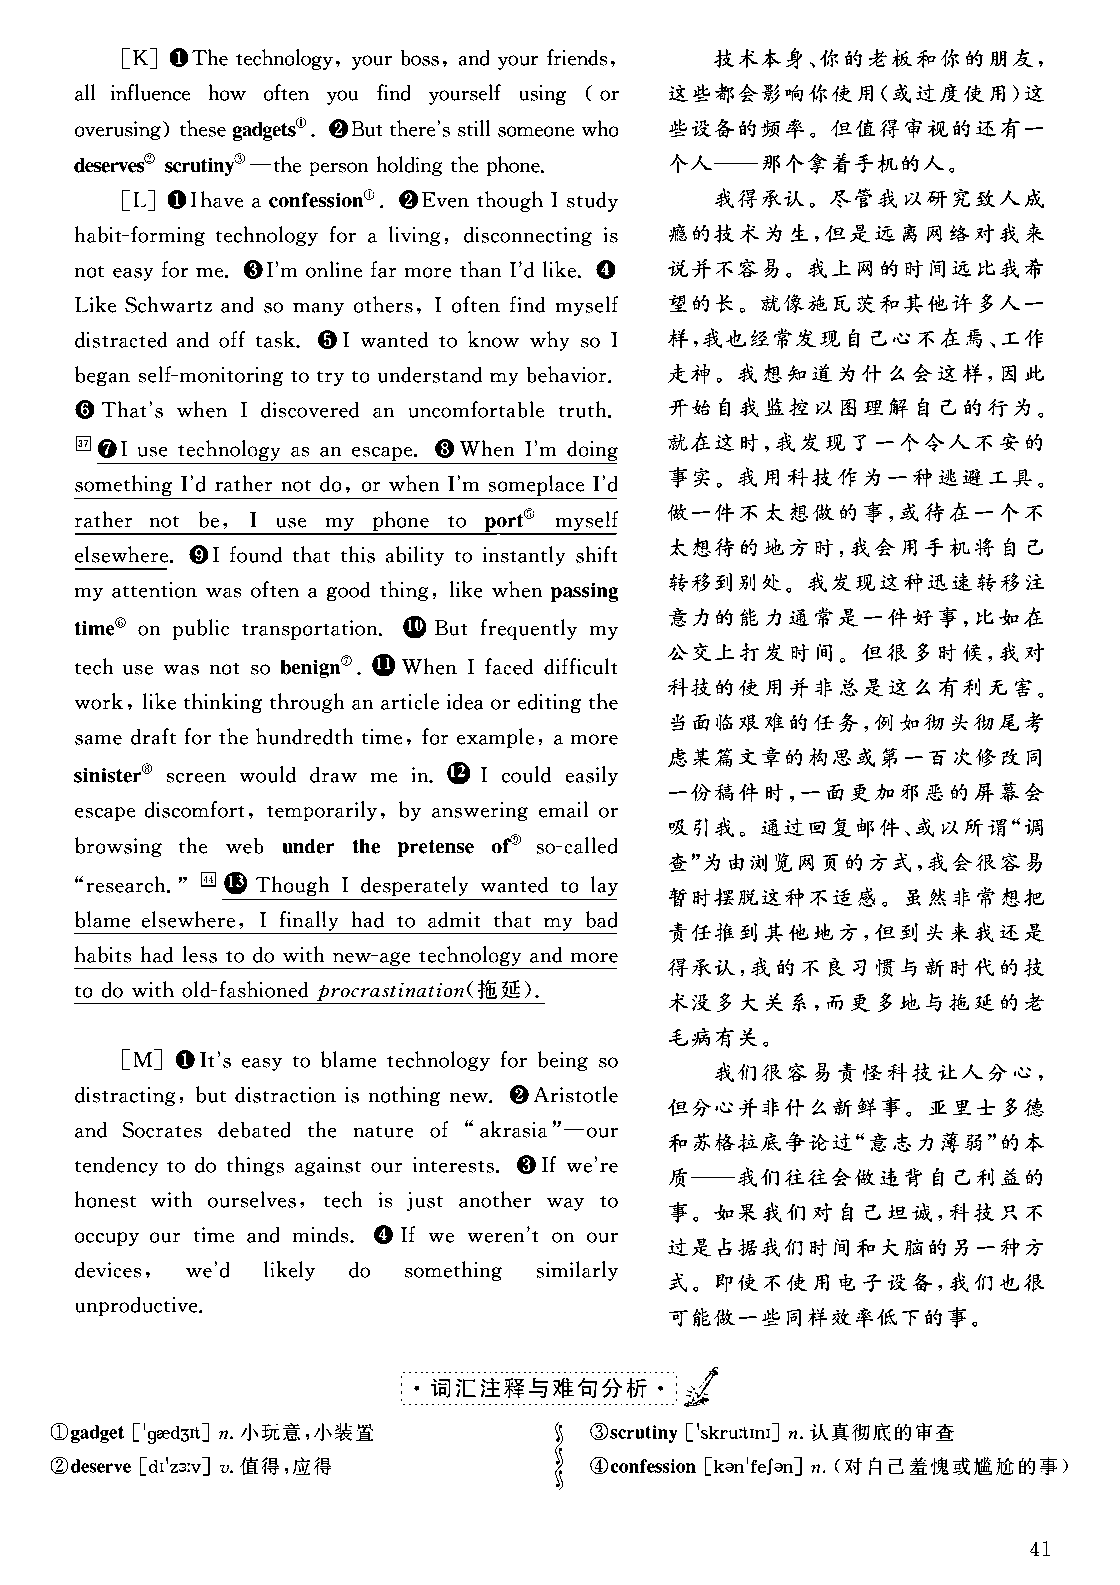 [K] ❶The technology, your boss, and your friends,
all influence how often you find yourself using (or
overusing) these gadgets①. ❷But there's still someone who
deserves② scrutiny③—the person holding the phone.
[L] ❶Ihave a confession①. ❷Even though I study
habit-forming technology for a living, disconnecting is
not easy for me. ❸I'm online far more than I'd like. ❹
Like Schwartz and so many others, I often find myself
distracted and off task. ❺I wanted to know why so I
began self-monitoring to try to understand my behavior.
❻ That's when I discovered an uncomfortable truth.
37 ❼I use technology as an escape. ❽When I'm doing
something I'd rather not do, or when I'm someplace I'd
rather not be, I use my phone to port⑤ myself
elsewhere. ❾I found that this ability to instantly shift
my attention was often a good thing, like when passing
time⑥ on public transportation. ❿ But frequently my
tech use was not so benign⑦. ⓫ When I faced difficult
work, like thinking through an article idea or editing the
same draft for the hundredth time, for example, a more
sinister⑧ screen would draw me in. ⓬ I could easily
escape discomfort, temporarily, by answering email or
browsing the web under the pretense of⑨ so-called
“research.” 44 ⓭ Though I desperately wanted to lay
blame elsewhere, I finally had to admit that my bad
habits had less to do with new-age technology and more
to do with old-fashioned procrastination(拖延).
[M] ❶It's easy to blame technology for being so
distracting, but distraction is nothing new. ❷Aristotle
and Socrates debated the nature of “akrasia”—our
tendency to do things against our interests. ❸If we're
honest with ourselves, tech is just another way to
occupy our time and minds. ❹ If we weren't on our
devices, we'd likely do something similarly
unproductive.
技术本身、你的老板和你的朋友,
这些都会影响你使用(或过度使用)这
些设备的频率。但值得审视的还有一
个人——那个拿着手机的人。
我得承认。尽管我以研究致人成
瘾的技术为生,但是远离网络对我来
说并不容易。我上网的时间远比我希
望的长。就像施瓦茨和其他许多人一
样,我也经常发现自己心不在焉、工作
走神。我想知道为什么会这样,因此
开始自我监控以图理解自己的行为。
就在这时,我发现了一个令人不安的
事实。我用科技作为一种逃避工具。
做一件不太想做的事,或待在一个不
太想待的地方时,我会用手机将自己
转移到别处。我发现这种迅速转移注
意力的能力通常是一件好事,比如在
公交上打发时间。但很多时候,我对
科技的使用并非总是这么有利无害。
当面临艰难的任务,例如彻头彻尾考
虑某篇文章的构思或第一百次修改同
一份稿件时,一面更加邪恶的屏幕会
吸引我。通过回复邮件、或以所谓“调
查”为由浏览网页的方式,我会很容易
暂时摆脱这种不适感。虽然非常想把
责任推到其他地方,但到头来我还是
得承认,我的不良习惯与新时代的技
术没多大关系,而更多地与拖延的老
毛病有关。
我们很容易责怪科技让人分心,
但分心并非什么新鲜事。亚里士多德
和苏格拉底争论过“意志力薄弱”的本
质——我们往往会做违背自己利益的
事。如果我们对自己坦诚,科技只不
过是占据我们时间和大脑的另一种方
式。即使不使用电子设备,我们也很
可能做一些同样效率低下的事。
·词汇注释与难句分析·
①gadget [ˈɡædʒɪt] n. 小玩意,小装置
②deserve [dɪˈzɜːv] v. 值得,应得
③scrutiny [ˈskruːtɪnɪ] n. 认真彻底的审查
④confession [kənˈfeʃən] n. (对自己羞愧或尴尬的事)
41